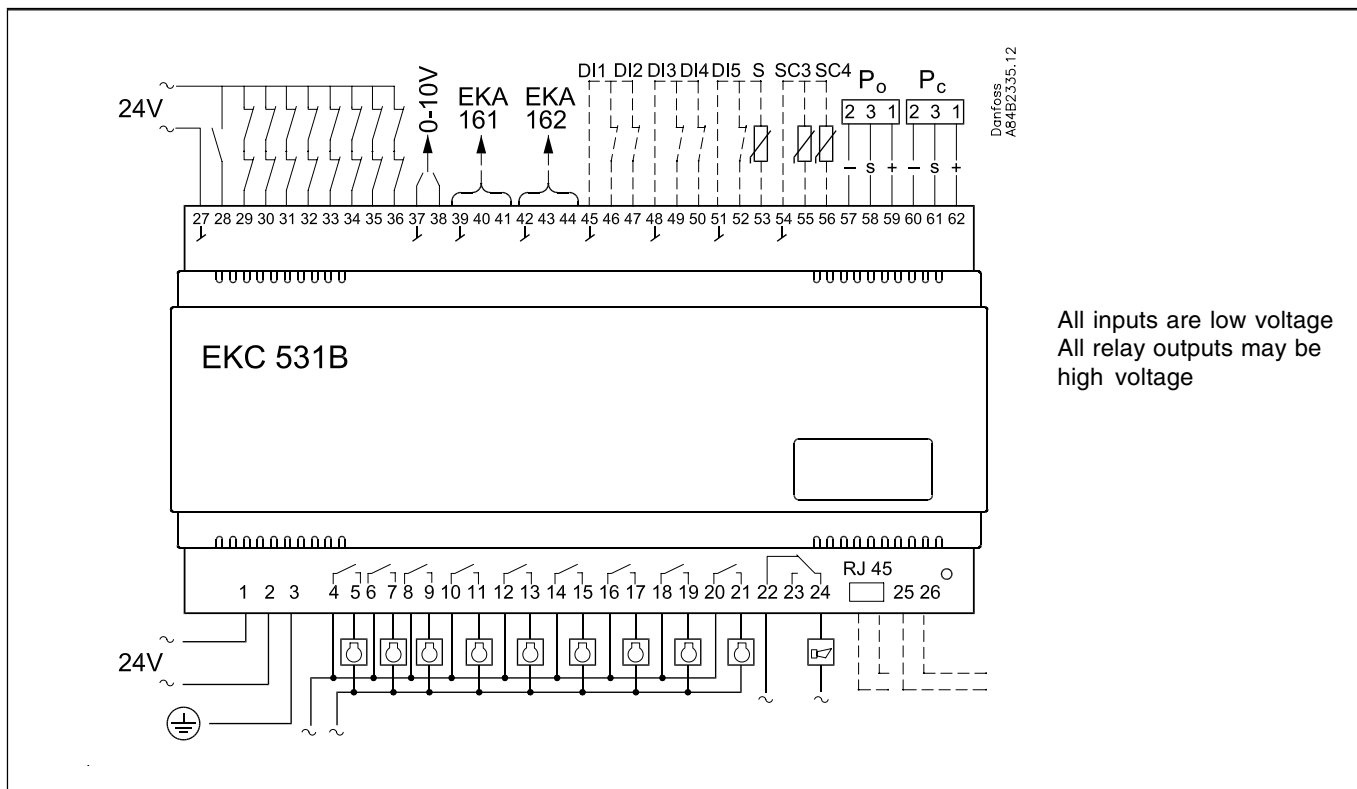 DI1 DI2 DI3 DI4 DI5 S SC3 SC4
Danfoss
A84B2335.12
24V
0-10V
EKA
161
EKA
162
Po
Pc
2 3 1 2 3 1
– S + – S +
27 28 29 30 31 32 33 34 35 36 37 38 39 40 41 42 43 44 45 46 47 48 49 50 51 52 53 54 55 56 57 58 59 60 61 62
EKC 531B
All inputs are low voltage
All relay outputs may be
high voltage
RJ 45
1 2 3 4 5 6 7 8 9 10 11 12 13 14 15 16 17 18 19 20 21 22 23 24 25 26
24V